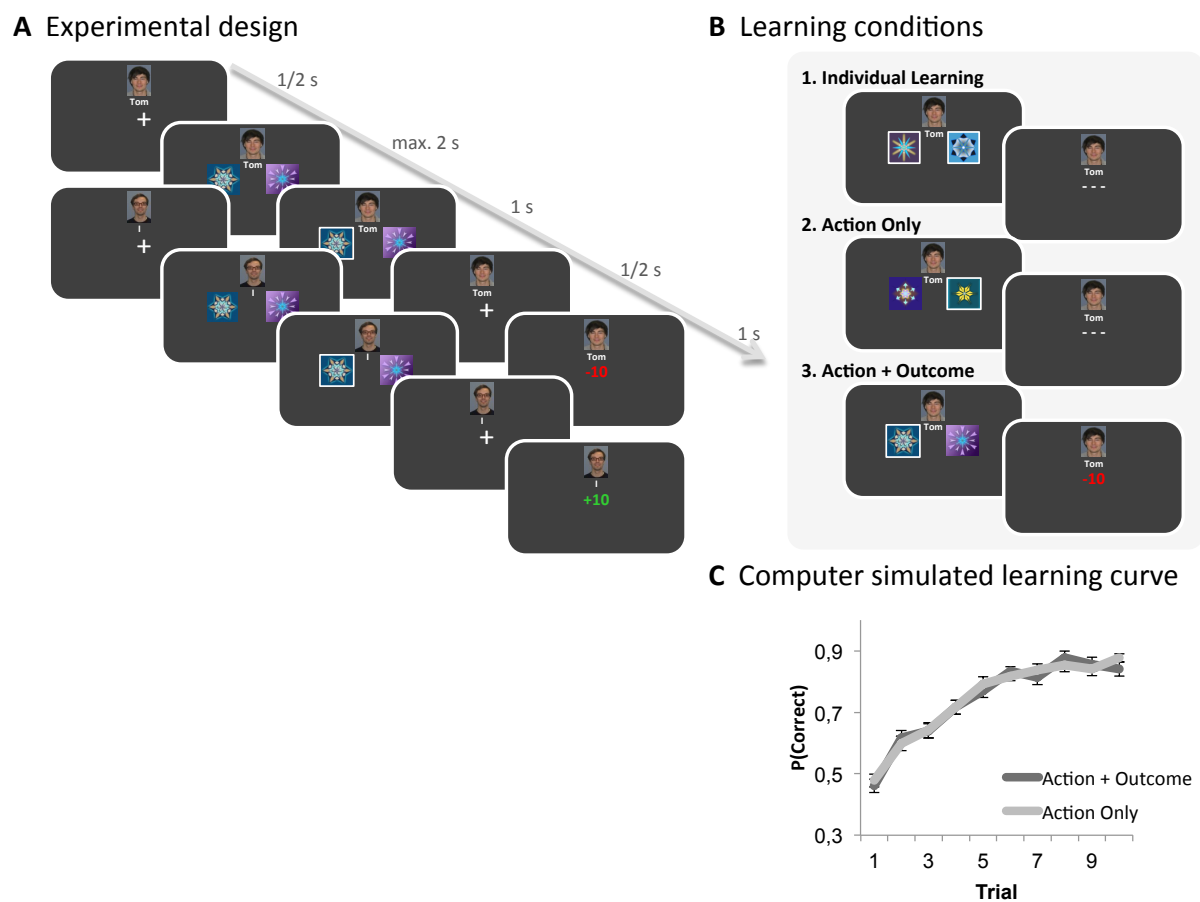 A Experimental design
1/2 s
max. 2 s
1 s
1/2 s
1 s
Tom
+
Tom
Tom
Tom
+
Tom
-10
I
+
I
I
I
+
I
+10
B Learning conditions
1. Individual Learning
Tom
Tom
- - -
2. Action Only
Tom
Tom
- - -
3. Action + Outcome
Tom
Tom
-10
C Computer simulated learning curve
P(Correct)
0,9
0,7
0,5
0,3
1 3 5 7 9
Trial
Action + Outcome
Action Only